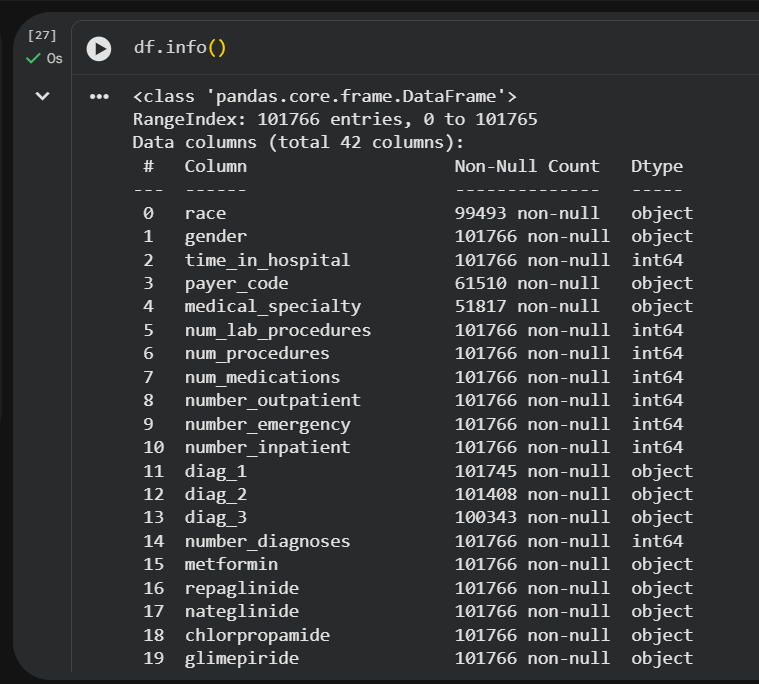 [27]
0s
df.info()
<class 'pandas.core.frame.DataFrame'>
RangeIndex: 101766 entries, 0 to 101765
Data columns (total 42 columns):
 #   Column                    Non-Null Count   Dtype
---  ------                    --------------   -----
 0   race                      99493 non-null   object
 1   gender                    101766 non-null  object
 2   time_in_hospital          101766 non-null  int64
 3   payer_code                61510 non-null   object
 4   medical_specialty         51817 non-null   object
 5   num_lab_procedures        101766 non-null  int64
 6   num_procedures            101766 non-null  int64
 7   num_medications           101766 non-null  int64
 8   number_outpatient         101766 non-null  int64
 9   number_emergency          101766 non-null  int64
 10  number_inpatient          101766 non-null  int64
 11  diag_1                    101745 non-null  object
 12  diag_2                    101408 non-null  object
 13  diag_3                    100343 non-null  object
 14  number_diagnoses          101766 non-null  int64
 15  metformin                 101766 non-null  object
 16  repaglinide               101766 non-null  object
 17  nateglinide               101766 non-null  object
 18  chlorpropamide            101766 non-null  object
 19  glimepiride               101766 non-null  object